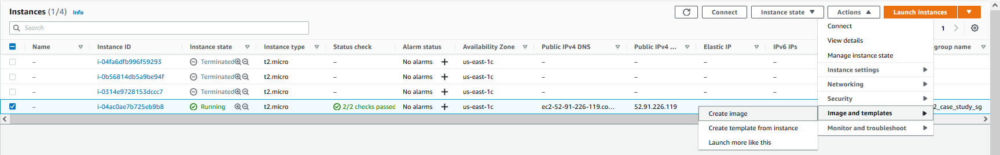 Instances (1/4) Info
Connect Instance state Actions Launch instances
Search
1
Name Instance ID Instance state Instance type Status check Alarm status Availability Zone Public IPv4 DNS Public IPv4 ... Elastic IP IPv6 IPs group name
– i-04fa6dfb996f59293 Terminated t2.micro – No alarms + us-east-1c – – – –
– i-0b56814db5a9be94f Terminated t2.micro – No alarms + us-east-1c – – – –
– i-0314e9728153dccc7 Terminated t2.micro – No alarms + us-east-1c – – – –
– i-04ac0ae7b725eb9b8 Running t2.micro 2/2 checks passed No alarms + us-east-1c ec2-52-91-226-119.co... 52.91.226.119 2_case_study_sg
Connect
View details
Manage instance state
Instance settings
Networking
Security
Image and templates
Monitor and troubleshoot
Create image
Create template from instance
Launch more like this